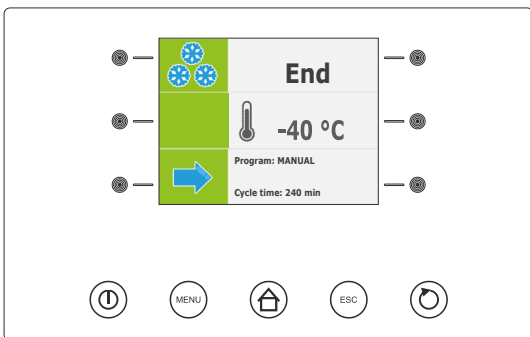 End
-40 °C
Program: MANUAL
Cycle time: 240 min
MENU
ESC